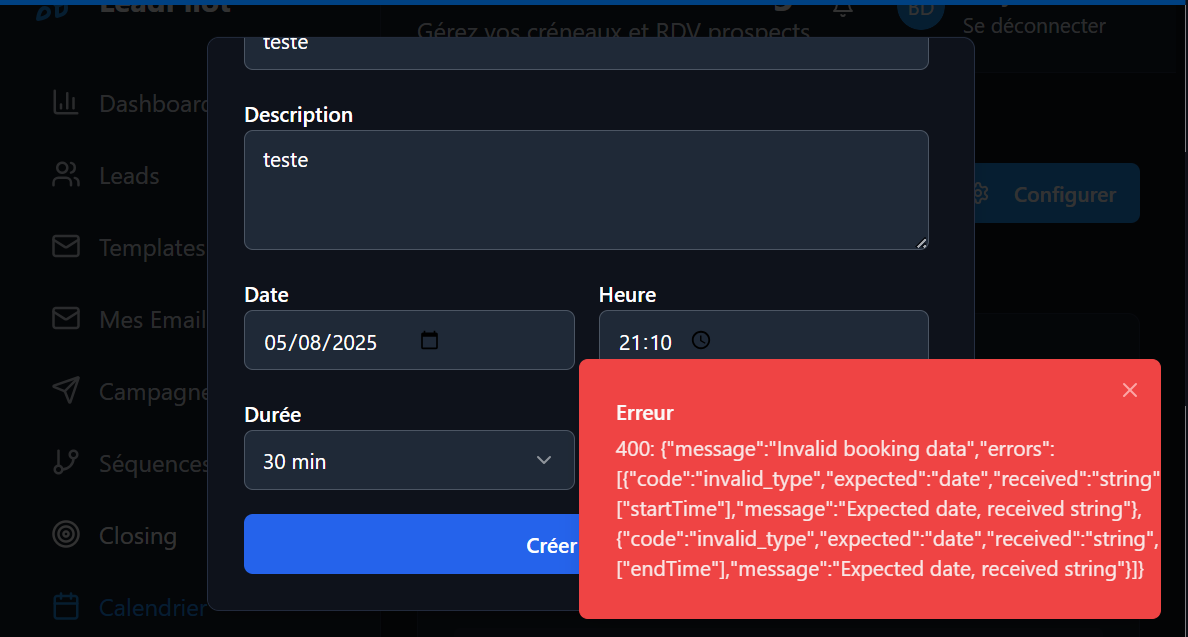 LeadPilot
Gérez vos créneaux et RDV prospects
BD
Se déconnecter
Dashboard
Leads
Templates
Mes Email
Campagne
Séquences
Closing
Calendrier
Configurer
teste
Description
teste
Date
Heure
05/08/2025
21:10
Durée
30 min
Créer
Erreur
400: {"message":"Invalid booking data","errors":
[{"code":"invalid_type","expected":"date","received":"string"
["startTime"],"message":"Expected date, received string"},
{"code":"invalid_type","expected":"date","received":"string",
["endTime"],"message":"Expected date, received string"}]}